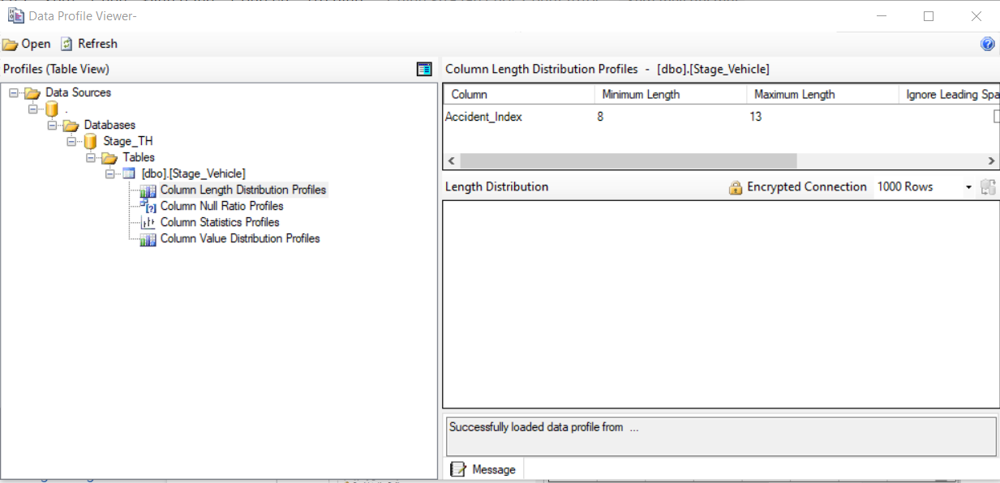 Data Profile Viewer-
Open Refresh
Profiles (Table View)
Data Sources
.
Databases
Stage_TH
Tables
[dbo].[Stage_Vehicle]
Column Length Distribution Profiles
Column Null Ratio Profiles
Column Statistics Profiles
Column Value Distribution Profiles
Column Length Distribution Profiles - [dbo].[Stage_Vehicle]
Column Minimum Length Maximum Length Ignore Leading Spa
Accident_Index 8 13
Length Distribution Encrypted Connection 1000 Rows
Successfully loaded data profile from ...
Message